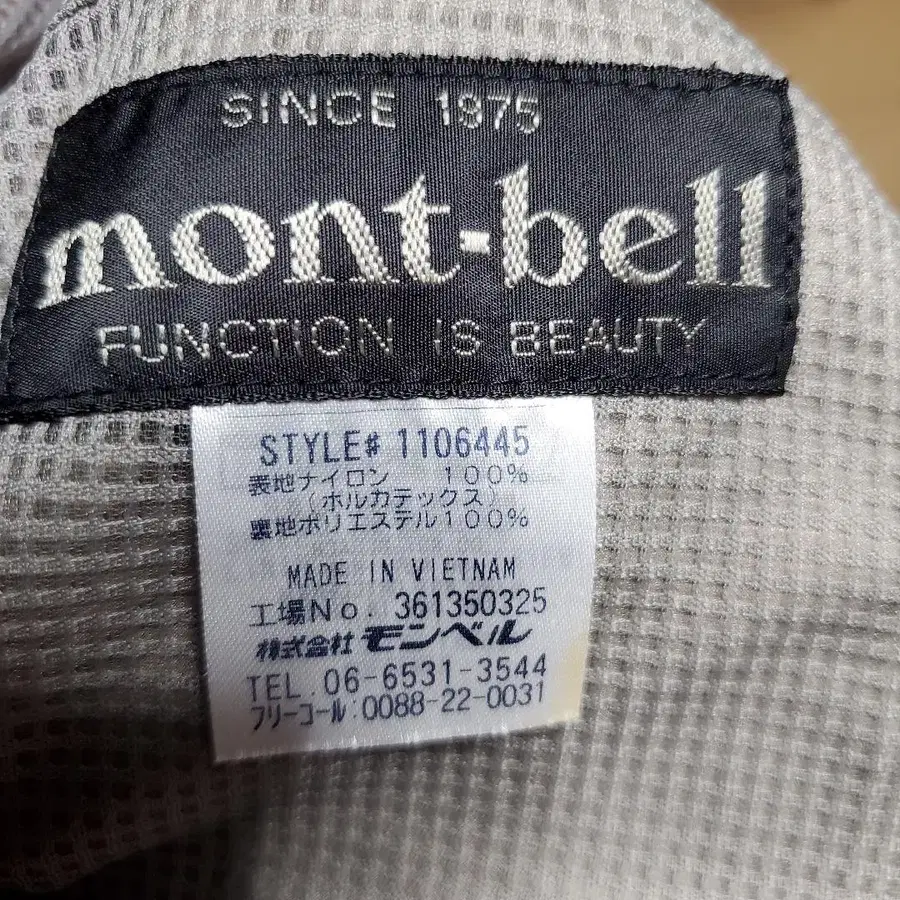 SINCE 1975
mont-bell
FUNCTION IS BEAUTY
STYLE# 1106445
表地ナイロン 100%
(ポルカテックス)
裏地ポリエステル100%
MADE IN VIETNAM
工場No. 361350325
株式会社 モンベル
TEL.06-6531-3544
フリーコール:0088-22-0031